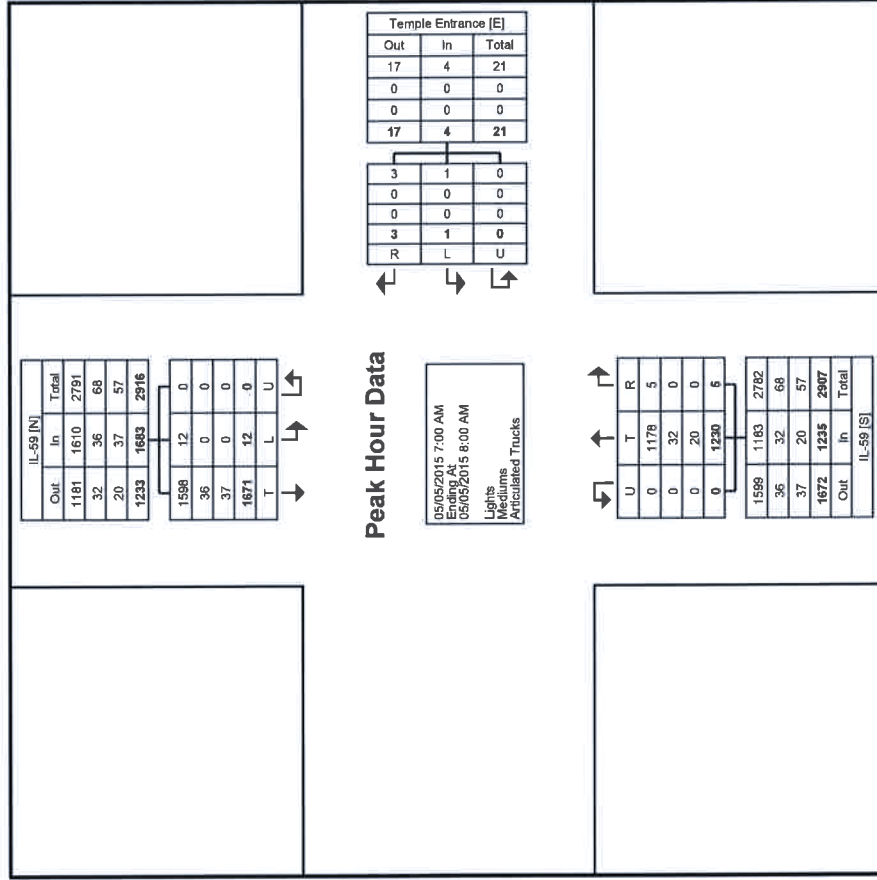 Temple Entrance [E]
Out In Total
17 4 21
0 0 0
0 0 0
17 4 21
3 1 0
0 0 0
0 0 0
3 1 0
R L U
IL-59 [N]
Out In Total
1181 1610 2791
32 36 68
20 37 57
1233 1683 2916
1598 12 0
36 0 0
37 0 0
1671 12 0
T L U
Peak Hour Data
05/05/2015 7:00 AM
Ending At
05/05/2015 8:00 AM
Lights
Mediums
Articulated Trucks
U T R
0 1178 5
0 32 0
0 20 0
0 1230 5
1599 1183 2782
36 32 68
37 20 57
1672 1235 2907
Out In Total
IL-59 [S]